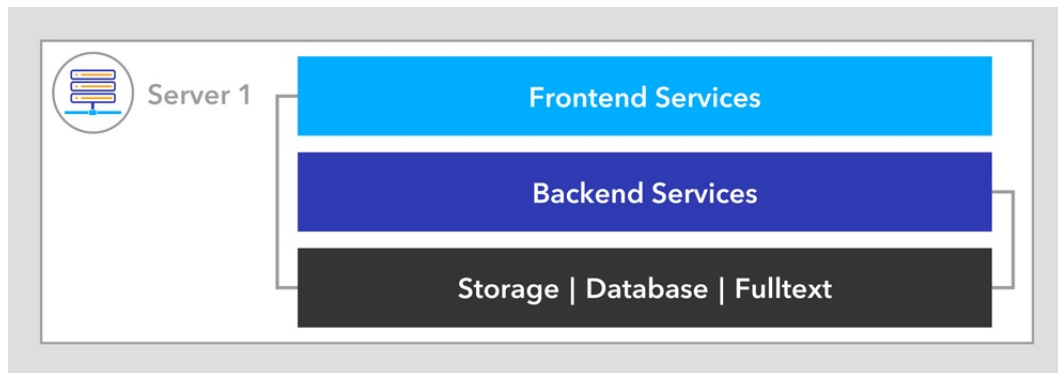 Server 1
Frontend Services
Backend Services
Storage | Database | Fulltext